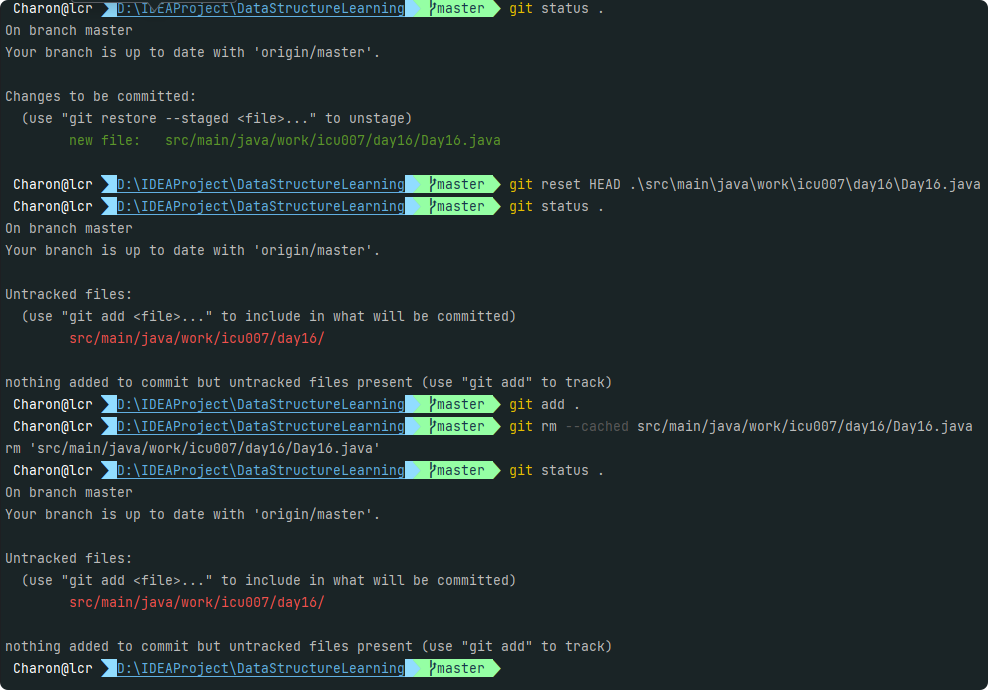 Charon@lcr D:\IDEAProject\DataStructureLearning master git status .
On branch master
Your branch is up to date with 'origin/master'.
Changes to be committed:
(use "git restore --staged <file>..." to unstage)
new file: src/main/java/work/icu007/day16/Day16.java
Charon@lcr D:\IDEAProject\DataStructureLearning master git reset HEAD .\src\main\java\work\icu007\day16\Day16.java
Charon@lcr D:\IDEAProject\DataStructureLearning master git status .
On branch master
Your branch is up to date with 'origin/master'.
Untracked files:
(use "git add <file>..." to include in what will be committed)
src/main/java/work/icu007/day16/
nothing added to commit but untracked files present (use "git add" to track)
Charon@lcr D:\IDEAProject\DataStructureLearning master git add .
Charon@lcr D:\IDEAProject\DataStructureLearning master git rm --cached src/main/java/work/icu007/day16/Day16.java
rm 'src/main/java/work/icu007/day16/Day16.java'
Charon@lcr D:\IDEAProject\DataStructureLearning master git status .
On branch master
Your branch is up to date with 'origin/master'.
Untracked files:
(use "git add <file>..." to include in what will be committed)
src/main/java/work/icu007/day16/
nothing added to commit but untracked files present (use "git add" to track)
Charon@lcr D:\IDEAProject\DataStructureLearning master